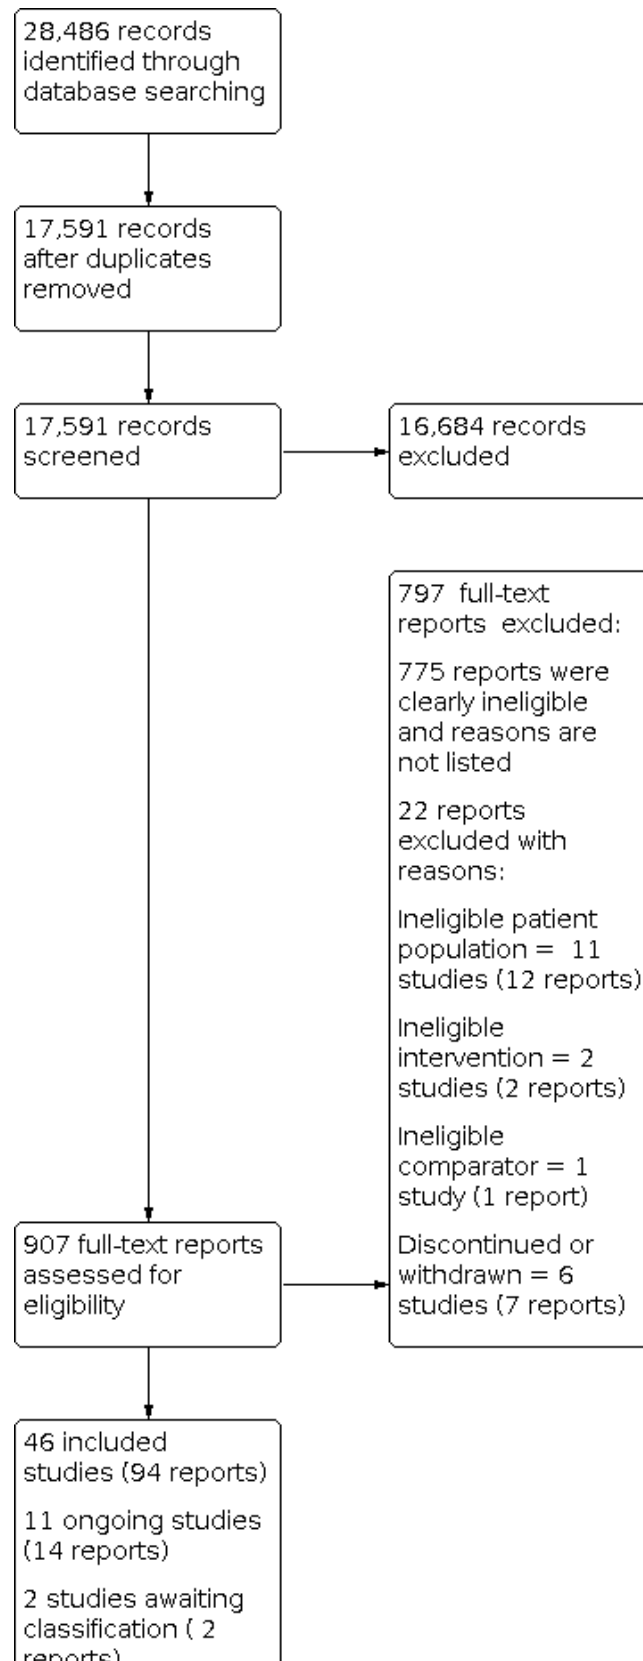 28,486 records
identified through
database searching
17,591 records
after duplicates
removed
17,591 records
screened
16,684 records
excluded
797 full-text
reports excluded:
775 reports were
clearly ineligible
and reasons are
not listed
22 reports
excluded with
reasons:
Ineligible patient
population = 11
studies (12 reports)
Ineligible
intervention = 2
studies (2 reports)
Ineligible
comparator = 1
study (1 report)
Discontinued or
withdrawn = 6
studies (7 reports)
907 full-text reports
assessed for
eligibility
46 included
studies (94 reports)
11 ongoing studies
(14 reports)
2 studies awaiting
classification ( 2
reports)